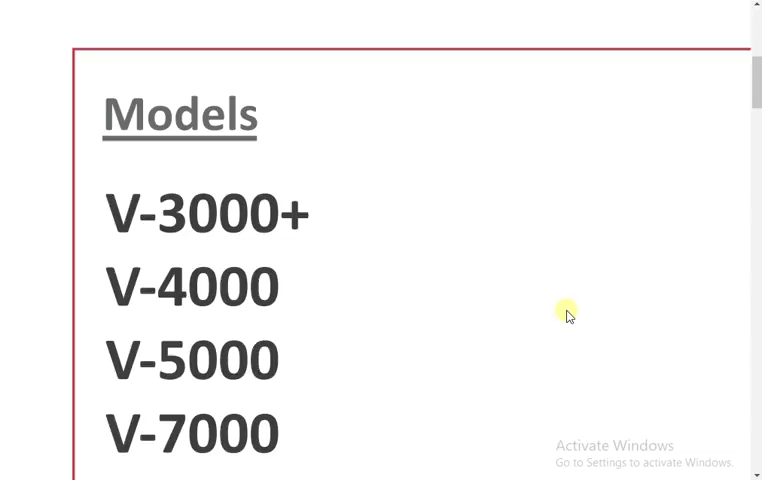 Models
V-3000+
V-4000
V-5000
V-7000
Activate Windows
Go to Settings to activate Windows.